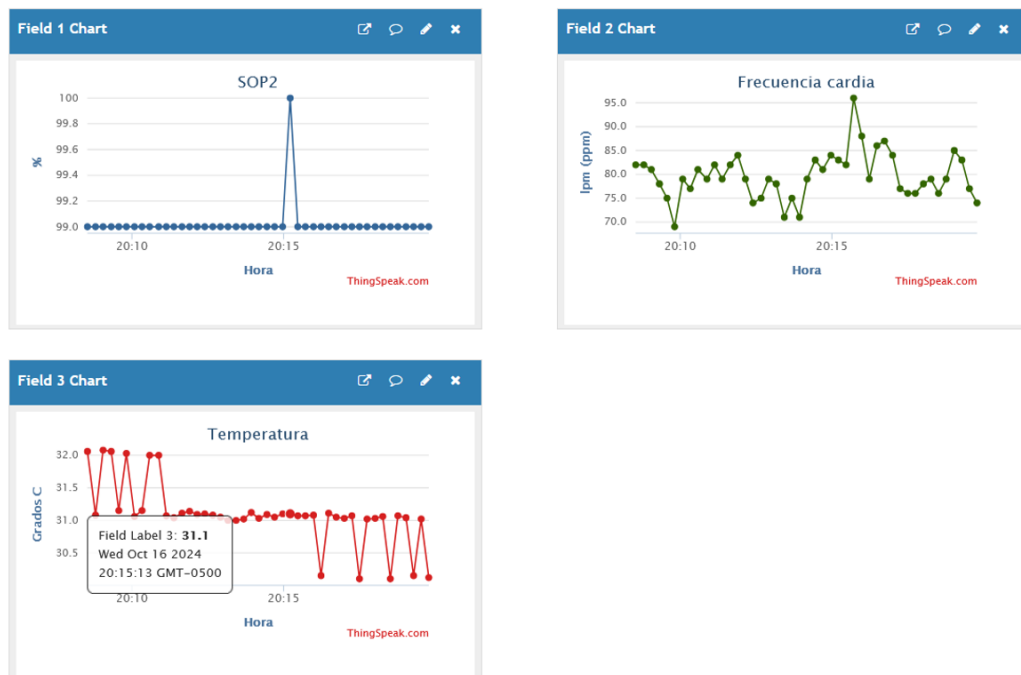 Field 1 Chart
SOP2
100
99.8
99.6
99.4
99.2
99.0
%
20:10
20:15
Hora
ThingSpeak.com
Field 2 Chart
Frecuencia cardia
95.0
90.0
85.0
80.0
75.0
70.0
lpm (ppm)
20:10
20:15
Hora
ThingSpeak.com
Field 3 Chart
Temperatura
32.0
31.5
31.0
30.5
Grados C
Field Label 3: 31.1
Wed Oct 16 2024
20:15:13 GMT-0500
20:10
20:15
Hora
ThingSpeak.com